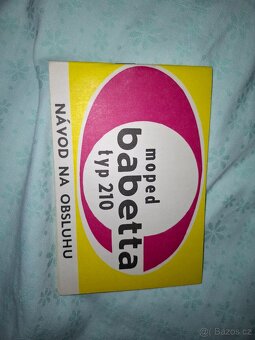 moped
babetta
typ 210
NÁVOD NA OBSLUHU
bazos.cz